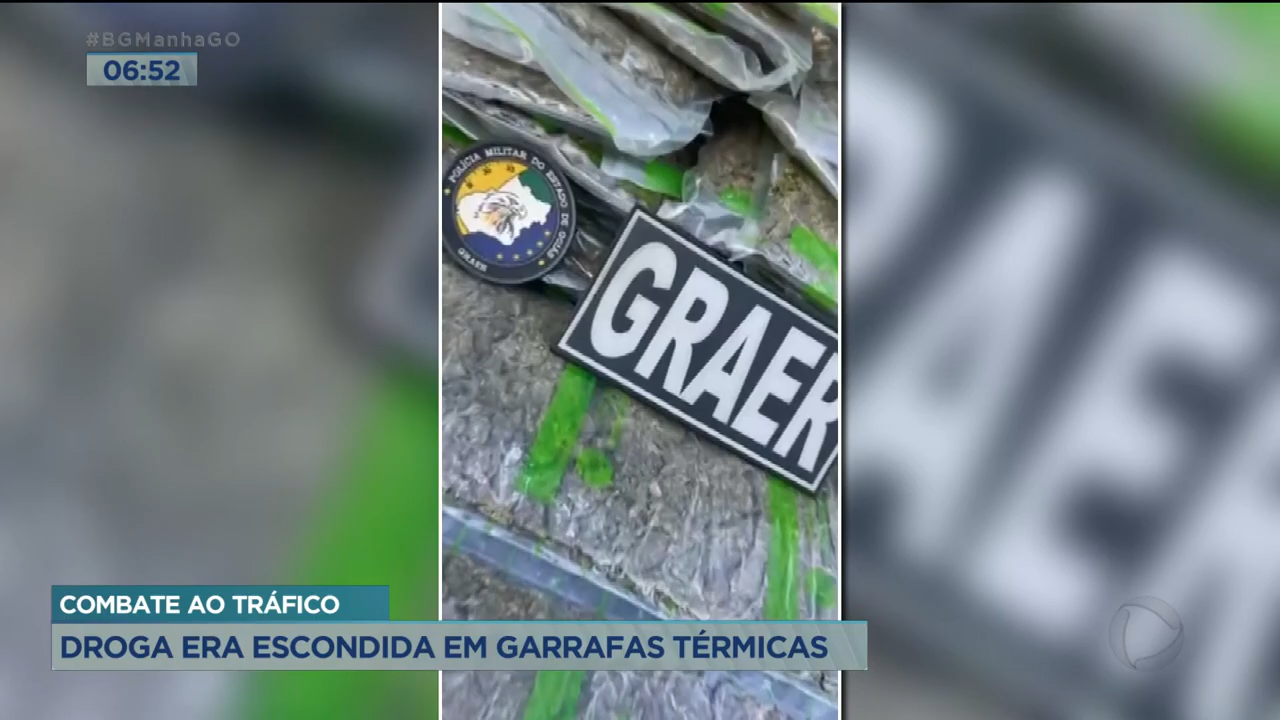 #BGManhaGO
06:52
POLÍCIA MILITAR DO ESTADO DE GOIÁS
GRAER
GRAER
COMBATE AO TRÁFICO
DROGA ERA ESCONDIDA EM GARRAFAS TÉRMICAS